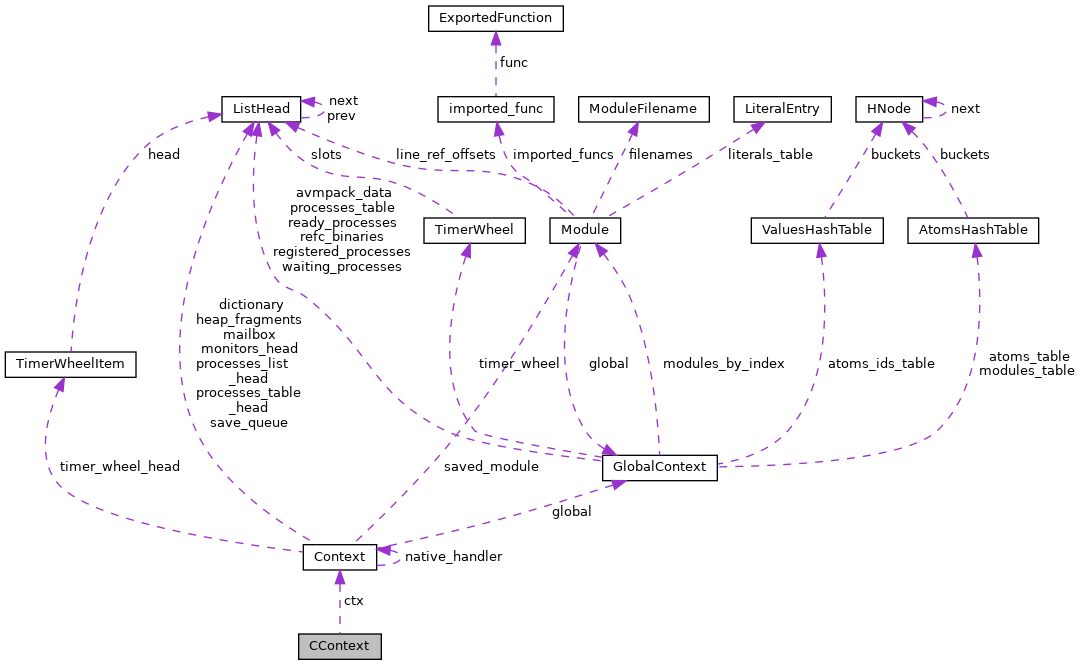 ExportedFunction
func
ListHead
next
prev
imported_func
ModuleFilename
LiteralEntry
HNode
next
head
slots
line_ref_offsets
imported_funcs
filenames
literals_table
buckets
buckets
avmpack_data
processes_table
ready_processes
refc_binaries
registered_processes
waiting_processes
TimerWheel
Module
ValuesHashTable
AtomsHashTable
dictionary
heap_fragments
mailbox
monitors_head
processes_list
_head
processes_table
_head
save_queue
TimerWheelItem
timer_wheel
global
modules_by_index
atoms_ids_table
atoms_table
modules_table
timer_wheel_head
saved_module
GlobalContext
global
Context
native_handler
ctx
CContext